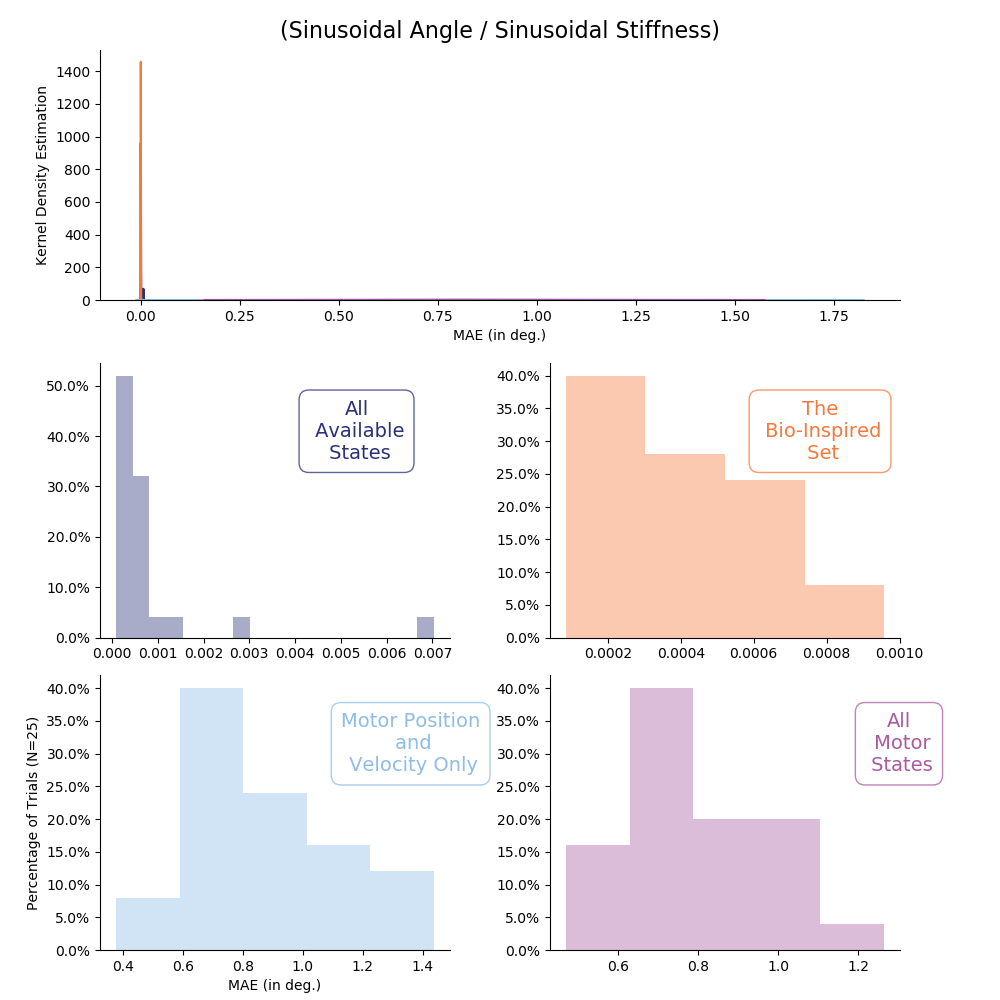 (Sinusoidal Angle / Sinusoidal Stiffness)
Kernel Density Estimation
1400
1200
1000
800
600
400
200
0
0.00 0.25 0.50 0.75 1.00 1.25 1.50 1.75
MAE (in deg.)
All
Available
States
50.0%
40.0%
30.0%
20.0%
10.0%
0.0%
0.000 0.001 0.002 0.003 0.004 0.005 0.006 0.007
The
Bio-Inspired
Set
40.0%
35.0%
30.0%
25.0%
20.0%
15.0%
10.0%
5.0%
0.0%
0.0002 0.0004 0.0006 0.0008 0.0010
Motor Position
and
Velocity Only
Percentage of Trials (N=25)
40.0%
35.0%
30.0%
25.0%
20.0%
15.0%
10.0%
5.0%
0.0%
0.4 0.6 0.8 1.0 1.2 1.4
MAE (in deg.)
All
Motor
States
40.0%
35.0%
30.0%
25.0%
20.0%
15.0%
10.0%
5.0%
0.0%
0.6 0.8 1.0 1.2